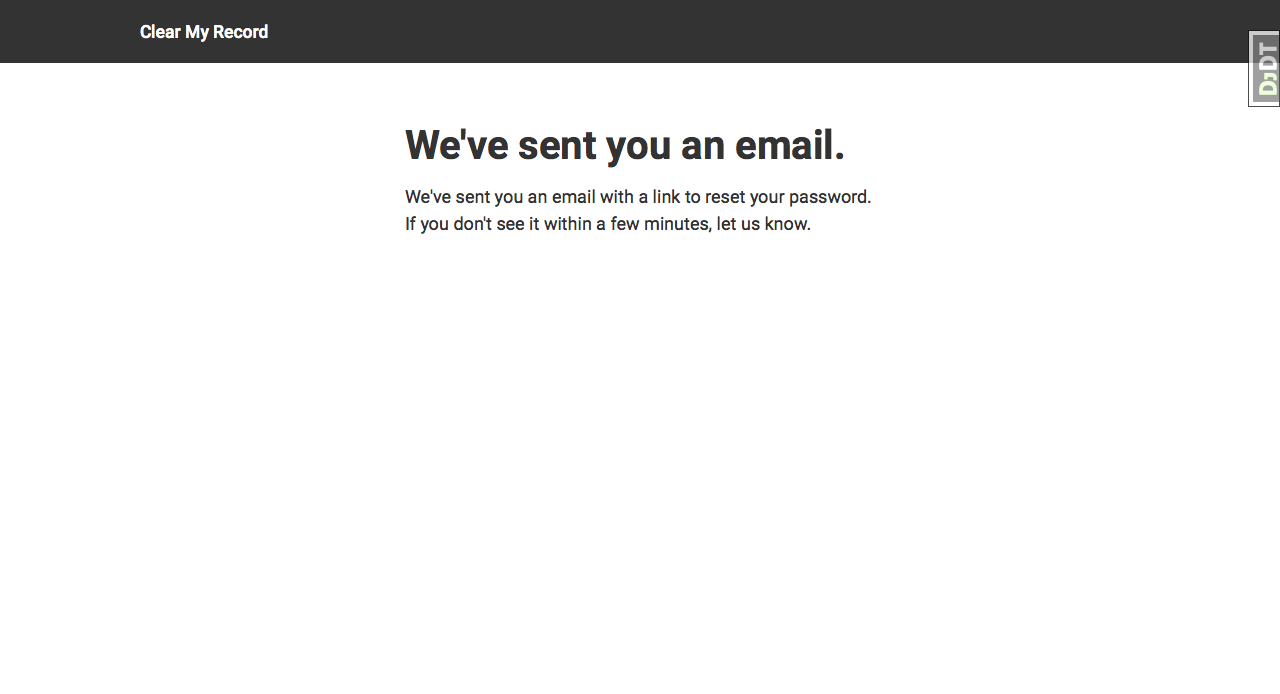 Clear My Record
DjDT
We've sent you an email.
We've sent you an email with a link to reset your password.
If you don't see it within a few minutes, let us know.